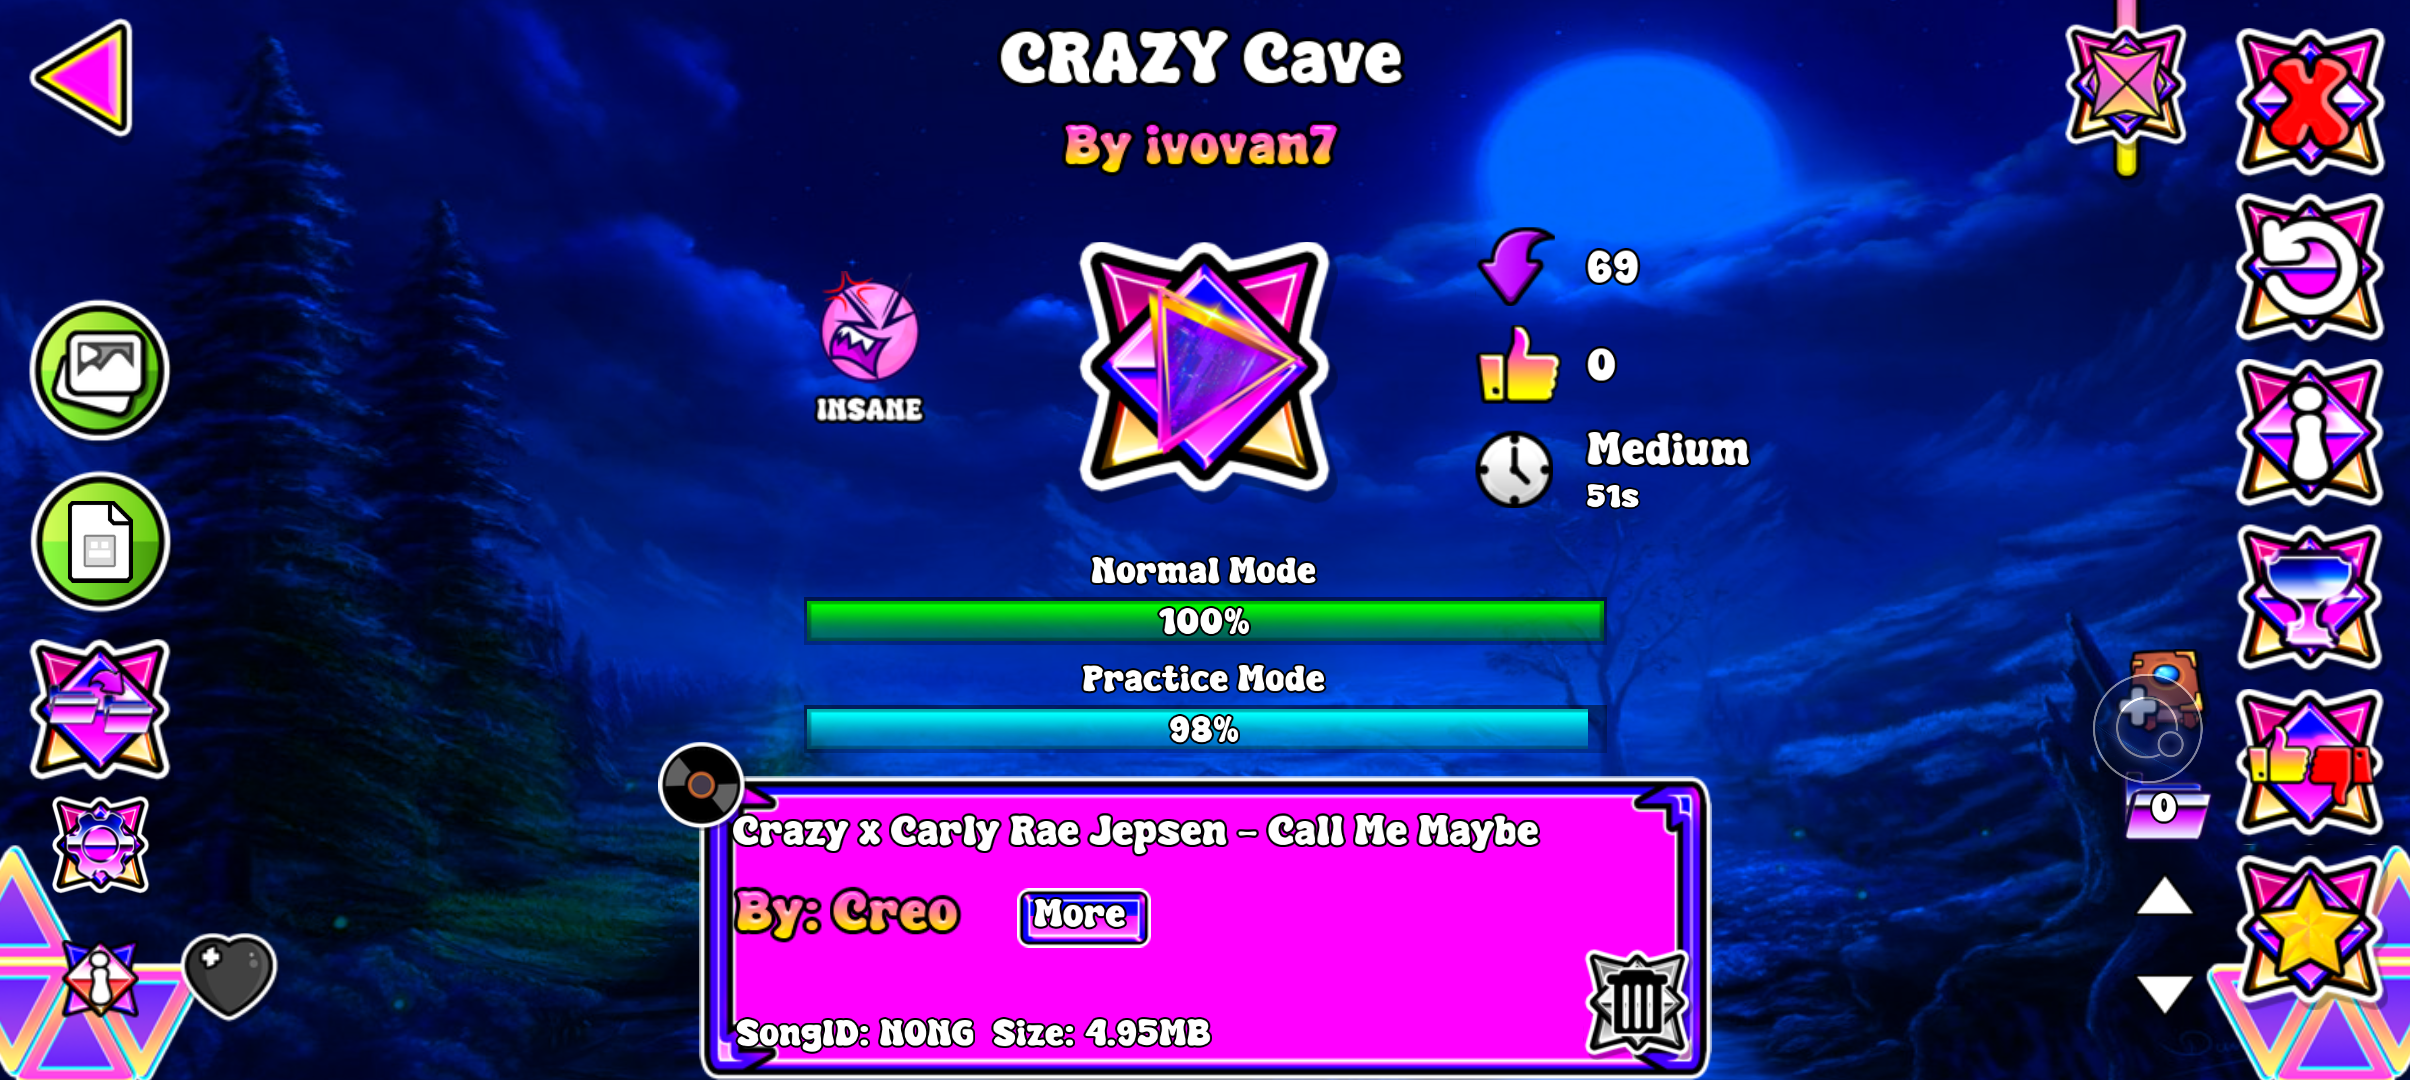 CRAZY Cave
By ivovan7
69
0
INSANE
Medium
51s
Normal Mode
100%
Practice Mode
98%
Crazy x Carly Rae Jepsen - Call Me Maybe
By: Creo
More
SongID: NONG Size: 4.95MB
0